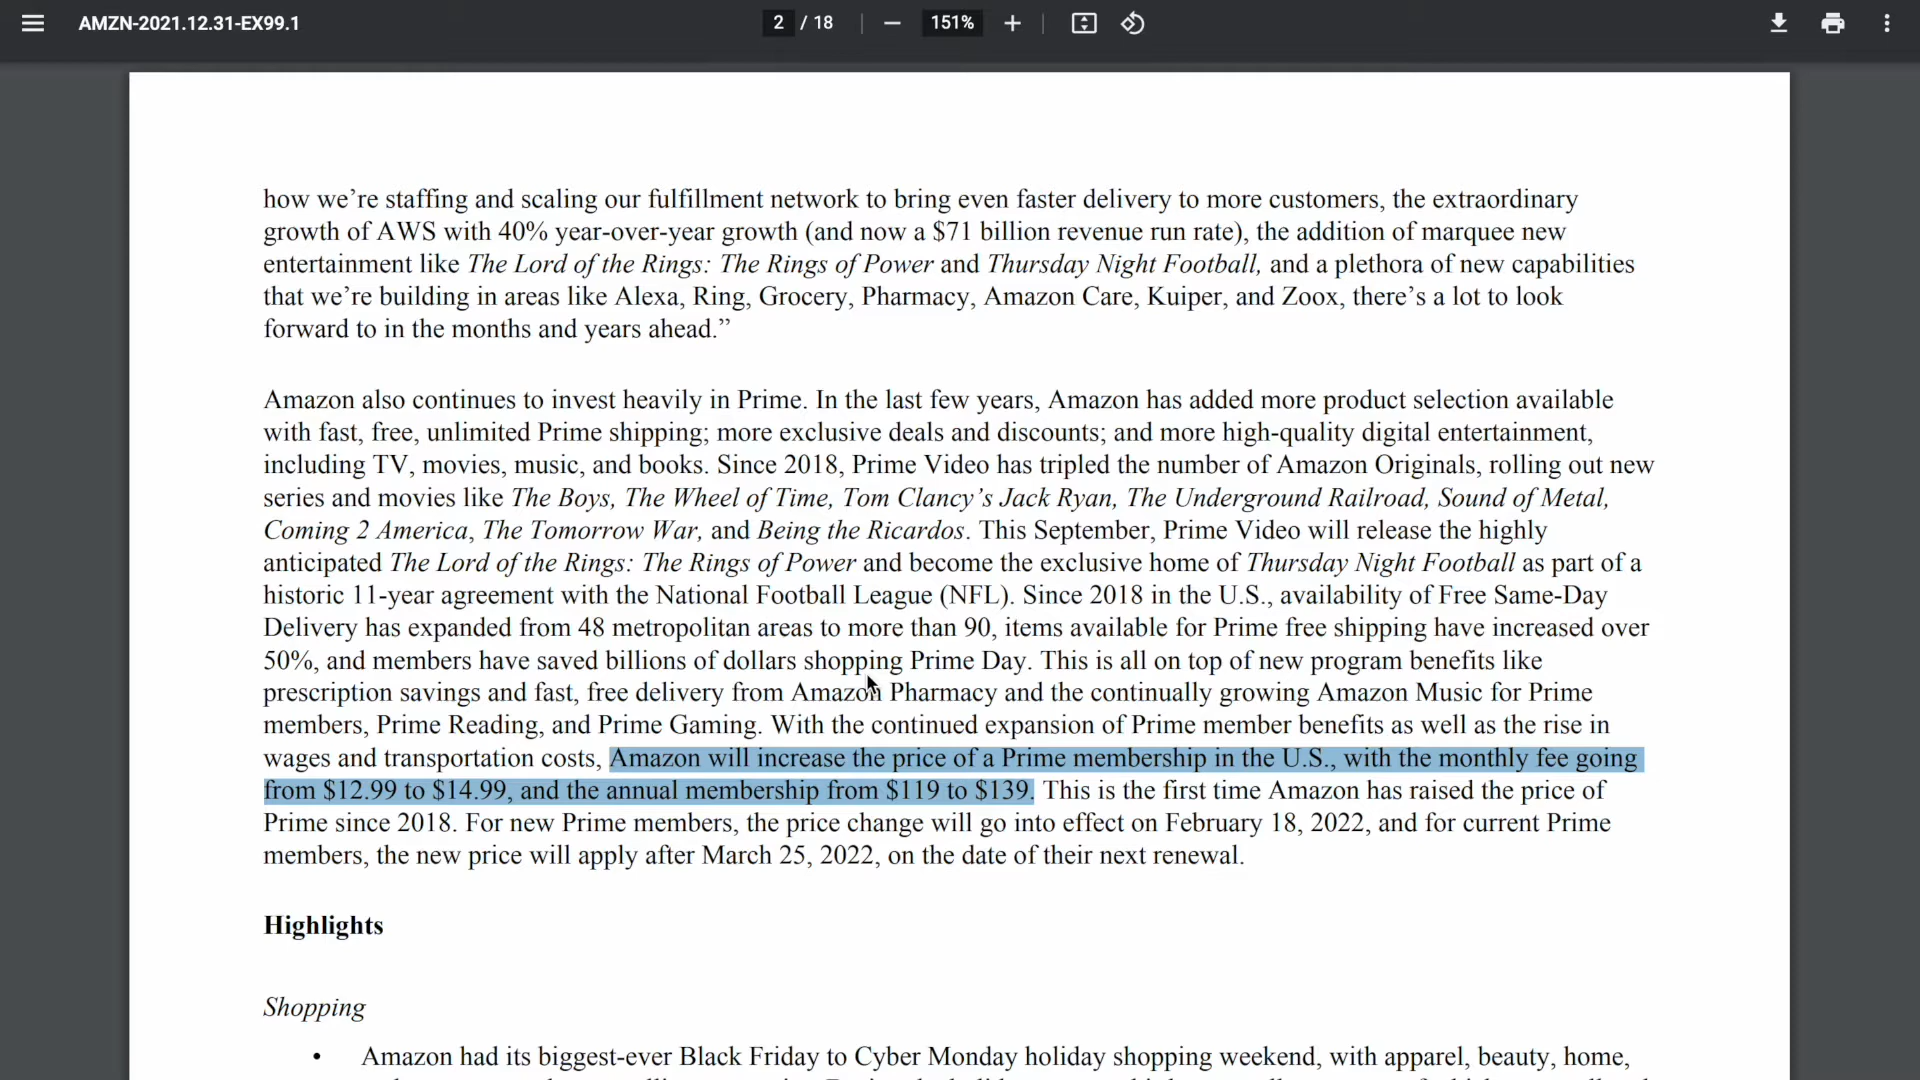 AMZN-2021.12.31-EX99.1
2 / 18
151%
how we’re staffing and scaling our fulfillment network to bring even faster delivery to more customers, the extraordinary
growth of AWS with 40% year-over-year growth (and now a $71 billion revenue run rate), the addition of marquee new
entertainment like The Lord of the Rings: The Rings of Power and Thursday Night Football, and a plethora of new capabilities
that we’re building in areas like Alexa, Ring, Grocery, Pharmacy, Amazon Care, Kuiper, and Zoox, there’s a lot to look
forward to in the months and years ahead.”
Amazon also continues to invest heavily in Prime. In the last few years, Amazon has added more product selection available
with fast, free, unlimited Prime shipping; more exclusive deals and discounts; and more high-quality digital entertainment,
including TV, movies, music, and books. Since 2018, Prime Video has tripled the number of Amazon Originals, rolling out new
series and movies like The Boys, The Wheel of Time, Tom Clancy’s Jack Ryan, The Underground Railroad, Sound of Metal,
Coming 2 America, The Tomorrow War, and Being the Ricardos. This September, Prime Video will release the highly
anticipated The Lord of the Rings: The Rings of Power and become the exclusive home of Thursday Night Football as part of a
historic 11-year agreement with the National Football League (NFL). Since 2018 in the U.S., availability of Free Same-Day
Delivery has expanded from 48 metropolitan areas to more than 90, items available for Prime free shipping have increased over
50%, and members have saved billions of dollars shopping Prime Day. This is all on top of new program benefits like
prescription savings and fast, free delivery from Amazon Pharmacy and the continually growing Amazon Music for Prime
members, Prime Reading, and Prime Gaming. With the continued expansion of Prime member benefits as well as the rise in
wages and transportation costs, Amazon will increase the price of a Prime membership in the U.S., with the monthly fee going
from $12.99 to $14.99, and the annual membership from $119 to $139. This is the first time Amazon has raised the price of
Prime since 2018. For new Prime members, the price change will go into effect on February 18, 2022, and for current Prime
members, the new price will apply after March 25, 2022, on the date of their next renewal.
Highlights
Shopping
• Amazon had its biggest-ever Black Friday to Cyber Monday holiday shopping weekend, with apparel, beauty, home,